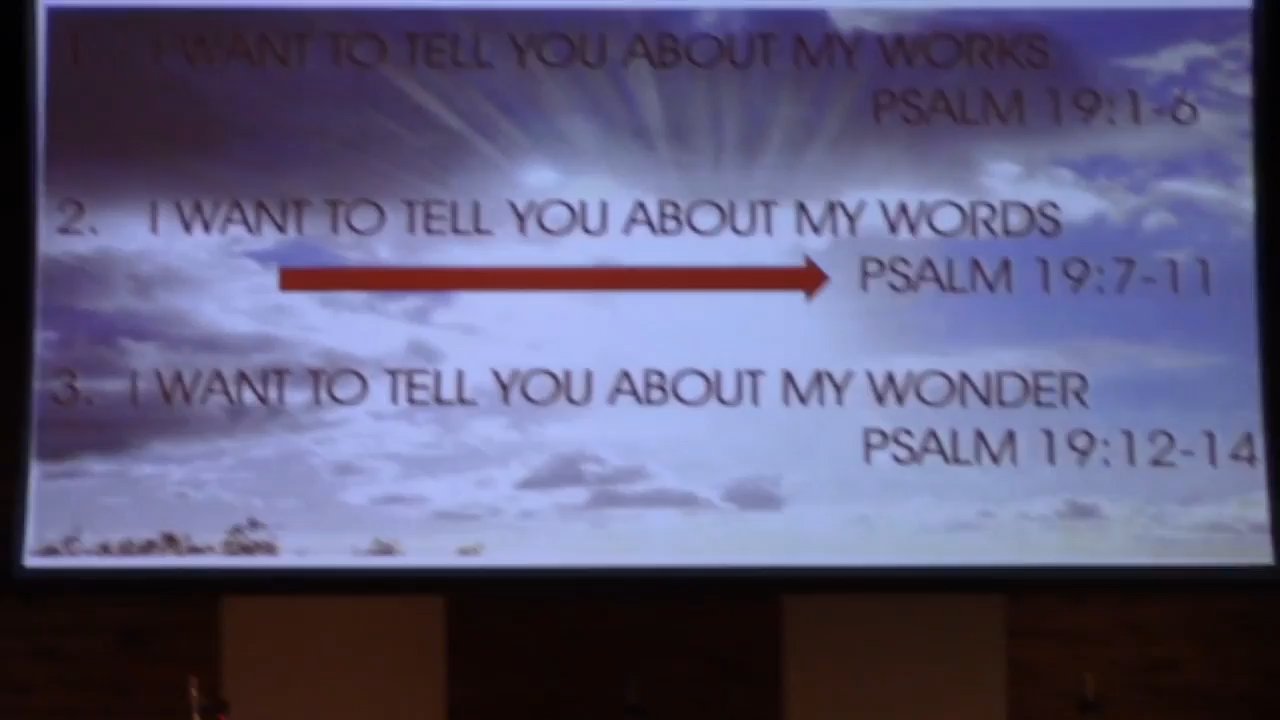 1. I WANT TO TELL YOU ABOUT MY WORKS
PSALM 19:1-6
2. I WANT TO TELL YOU ABOUT MY WORDS
PSALM 19:7-11
3. I WANT TO TELL YOU ABOUT MY WONDER
PSALM 19:12-14